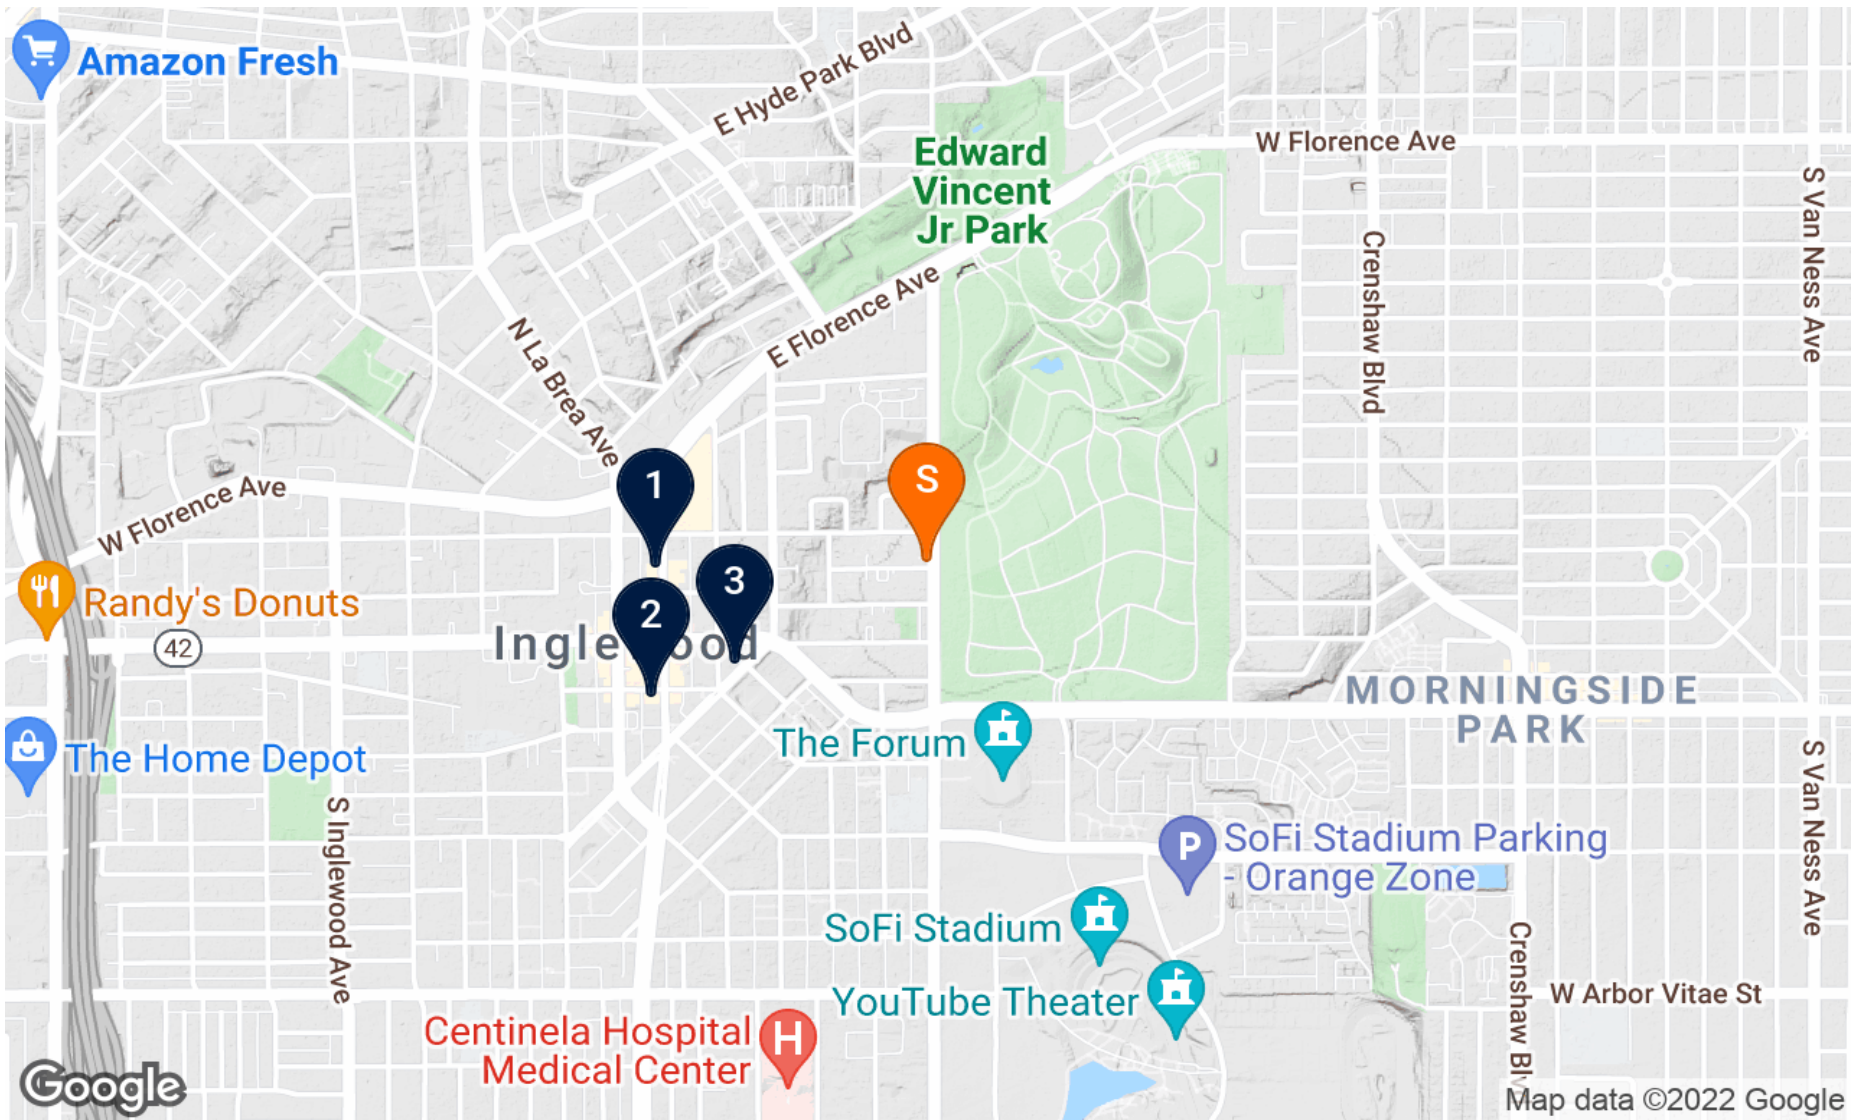 Amazon Fresh
E Hyde Park Blvd
Edward
Vincent
Jr Park
W Florence Ave
S Van Ness Ave
Crenshaw Blvd
E Florence Ave
N La Brea Ave
W Florence Ave
1
S
3
2
Randy's Donuts
42
Ingle ood
MORNINGSIDE
PARK
The Forum
The Home Depot
S Inglewood Ave
SoFi Stadium Parking
- Orange Zone
P
S Van Ness Ave
SoFi Stadium
YouTube Theater
Crenshaw Blv
W Arbor Vitae St
Centinela Hospital
Medical Center
H
Google
Map data ©2022 Google